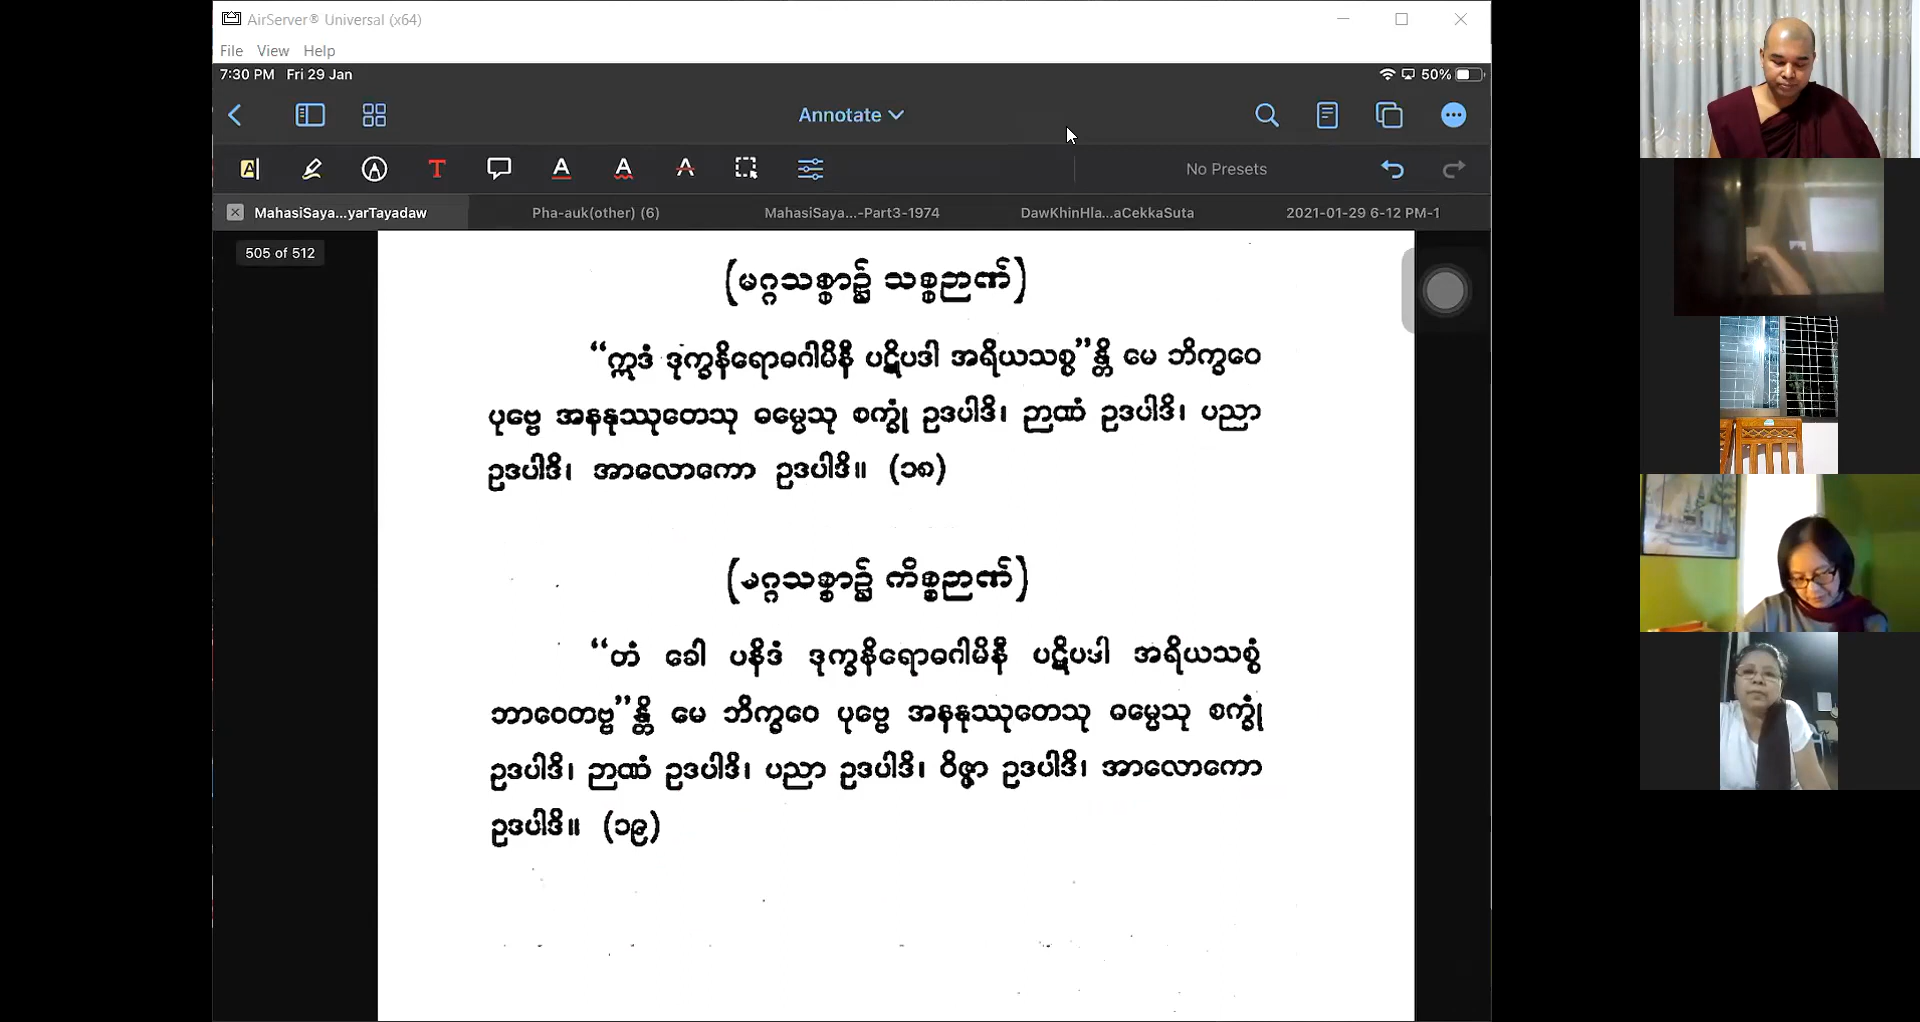 AirServer® Universal (x64)
File View Help
7:30 PM Fri 29 Jan
50%
Annotate
No Presets
MahasiSaya...yarTayadaw
Pha-auk(other) (6)
MahasiSaya...-Part3-1974
DawKhinHla...aCekkaSuta
2021-01-29 6-12 PM-1
505 of 512
(မဂ္ဂသစ္စာ၌ သစ္စဉာဏ်)
“ဣဒံ ဒုက္ခနိရောဓဂါမိနီ ပဋိပဒါ အရိယသစ္စ”န္တိ မေ ဘိက္ခဝေ
ပုဗ္ဗေ အနနုဿုတေသု ဓမ္မေသု စက္ခုံ ဥဒပါဒိ၊ ဉာဏံ ဥဒပါဒိ၊ ပညာ
ဥဒပါဒိ၊ အာလောကော ဥဒပါဒိ။ (၁၈)
(မဂ္ဂသစ္စာ၌ ကိစ္စဉာဏ်)
“တံ ခေါ ပနိဒံ ဒုက္ခနိရောဓဂါမိနီ ပဋိပဒါ အရိယသစ္စံ
ဘာဝေတဗ္ဗ”န္တိ မေ ဘိက္ခဝေ ပုဗ္ဗေ အနနုဿုတေသု ဓမ္မေသု စက္ခုံ
ဥဒပါဒိ၊ ဉာဏံ ဥဒပါဒိ၊ ပညာ ဥဒပါဒိ၊ ဝိဇ္ဇာ ဥဒပါဒိ၊ အာလောကော
ဥဒပါဒိ။ (၁၉)